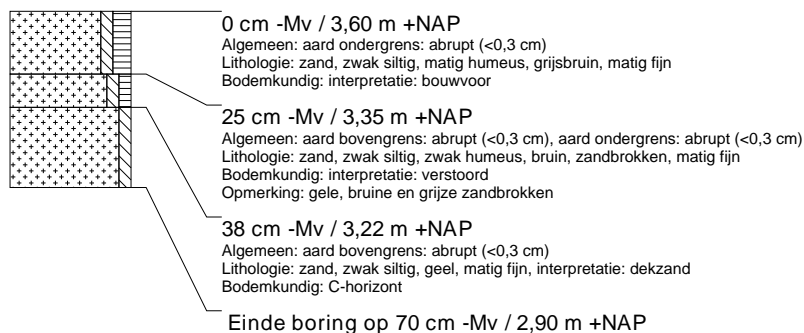 0 cm -Mv / 3,60 m +NAP
Algemeen: aard ondergrens: abrupt (<0,3 cm)
Lithologie: zand, zwak siltig, matig humeus, grijsbruin, matig fijn
Bodemkundig: interpretatie: bouwvoor
25 cm -Mv / 3,35 m +NAP
Algemeen: aard bovengrens: abrupt (<0,3 cm), aard ondergrens: abrupt (<0,3 cm)
Lithologie: zand, zwak siltig, zwak humeus, bruin, zandbrokken, matig fijn
Bodemkundig: interpretatie: verstoord
Opmerking: gele, bruine en grijze zandbrokken
38 cm -Mv / 3,22 m +NAP
Algemeen: aard bovengrens: abrupt (<0,3 cm)
Lithologie: zand, zwak siltig, geel, matig fijn, interpretatie: dekzand
Bodemkundig: C-horizont
Einde boring op 70 cm -Mv / 2,90 m +NAP